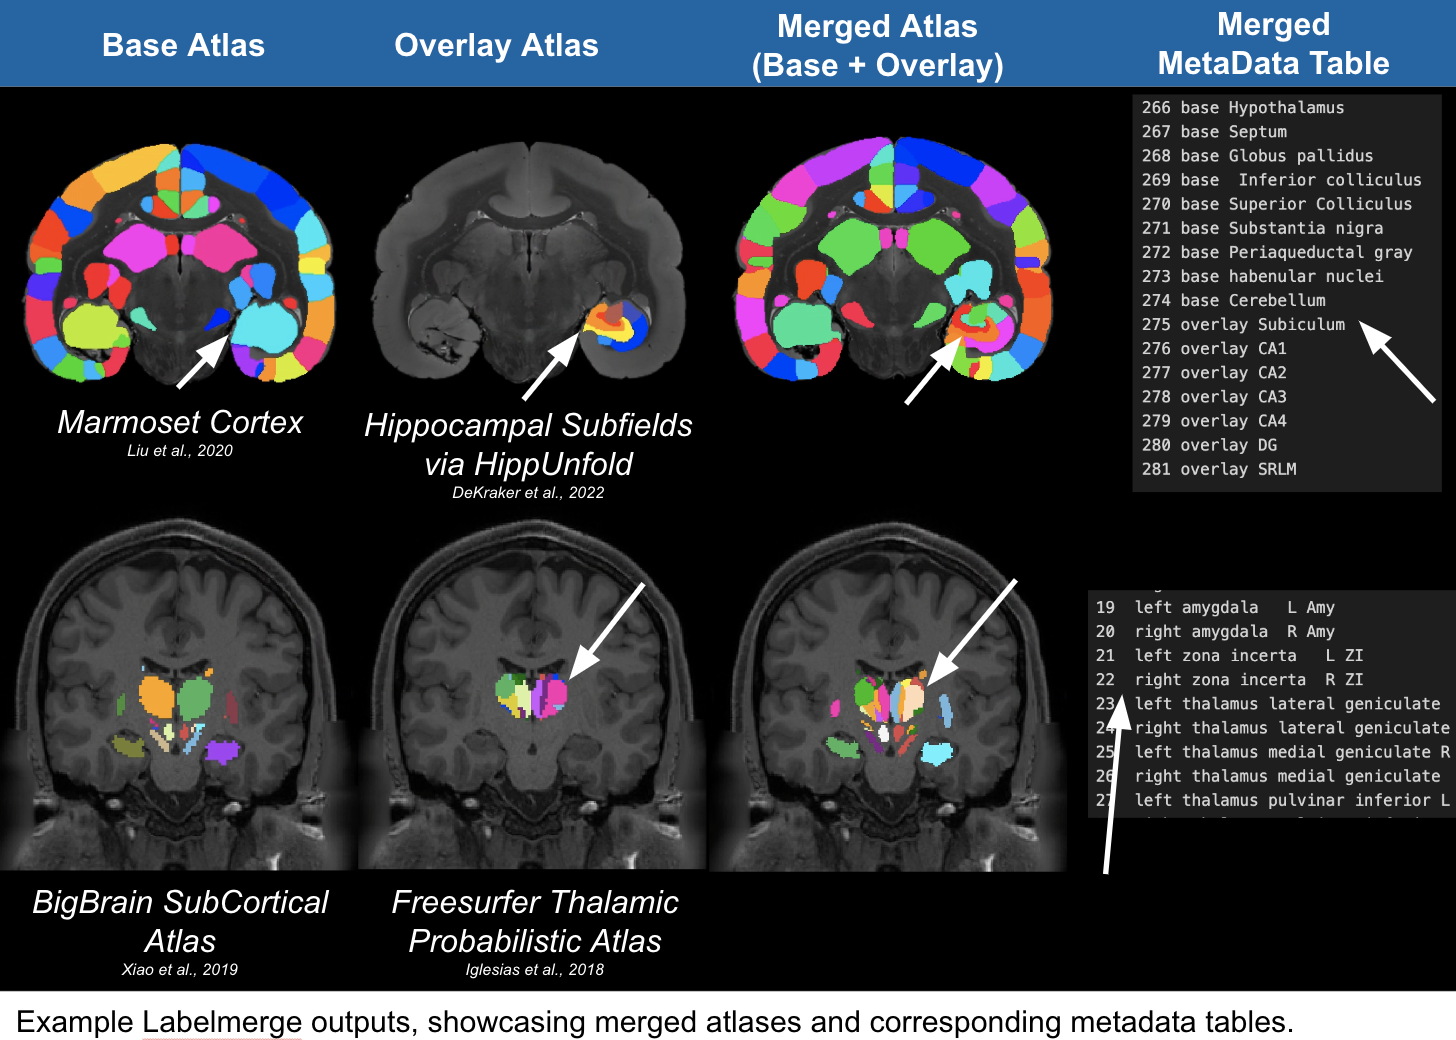 Base Atlas
Overlay Atlas
Merged Atlas
(Base + Overlay)
Merged
MetaData Table
266 base Hypothalamus
267 base Septum
268 base Globus pallidus
269 base  Inferior colliculus
270 base Superior Colliculus
271 base Substantia nigra
272 base Periaqueductal gray
273 base habenular nuclei
274 base Cerebellum
275 overlay Subiculum
276 overlay CA1
277 overlay CA2
278 overlay CA3
279 overlay CA4
280 overlay DG
281 overlay SRLM
Marmoset Cortex
Liu et al., 2020
Hippocampal Subfields
via HippUnfold
DeKraker et al., 2022
19  left amygdala   L Amy
20  right amygdala  R Amy
21  left zona incerta   L ZI
22  right zona incerta  R ZI
23  left thalamus lateral geniculate
24  right thalamus lateral geniculate
25  left thalamus medial geniculate R
26  right thalamus medial geniculate
27  left thalamus pulvinar inferior L
BigBrain SubCortical
Atlas
Xiao et al., 2019
Freesurfer Thalamic
Probabilistic Atlas
Iglesias et al., 2018
Example Labelmerge outputs, showcasing merged atlases and corresponding metadata tables.